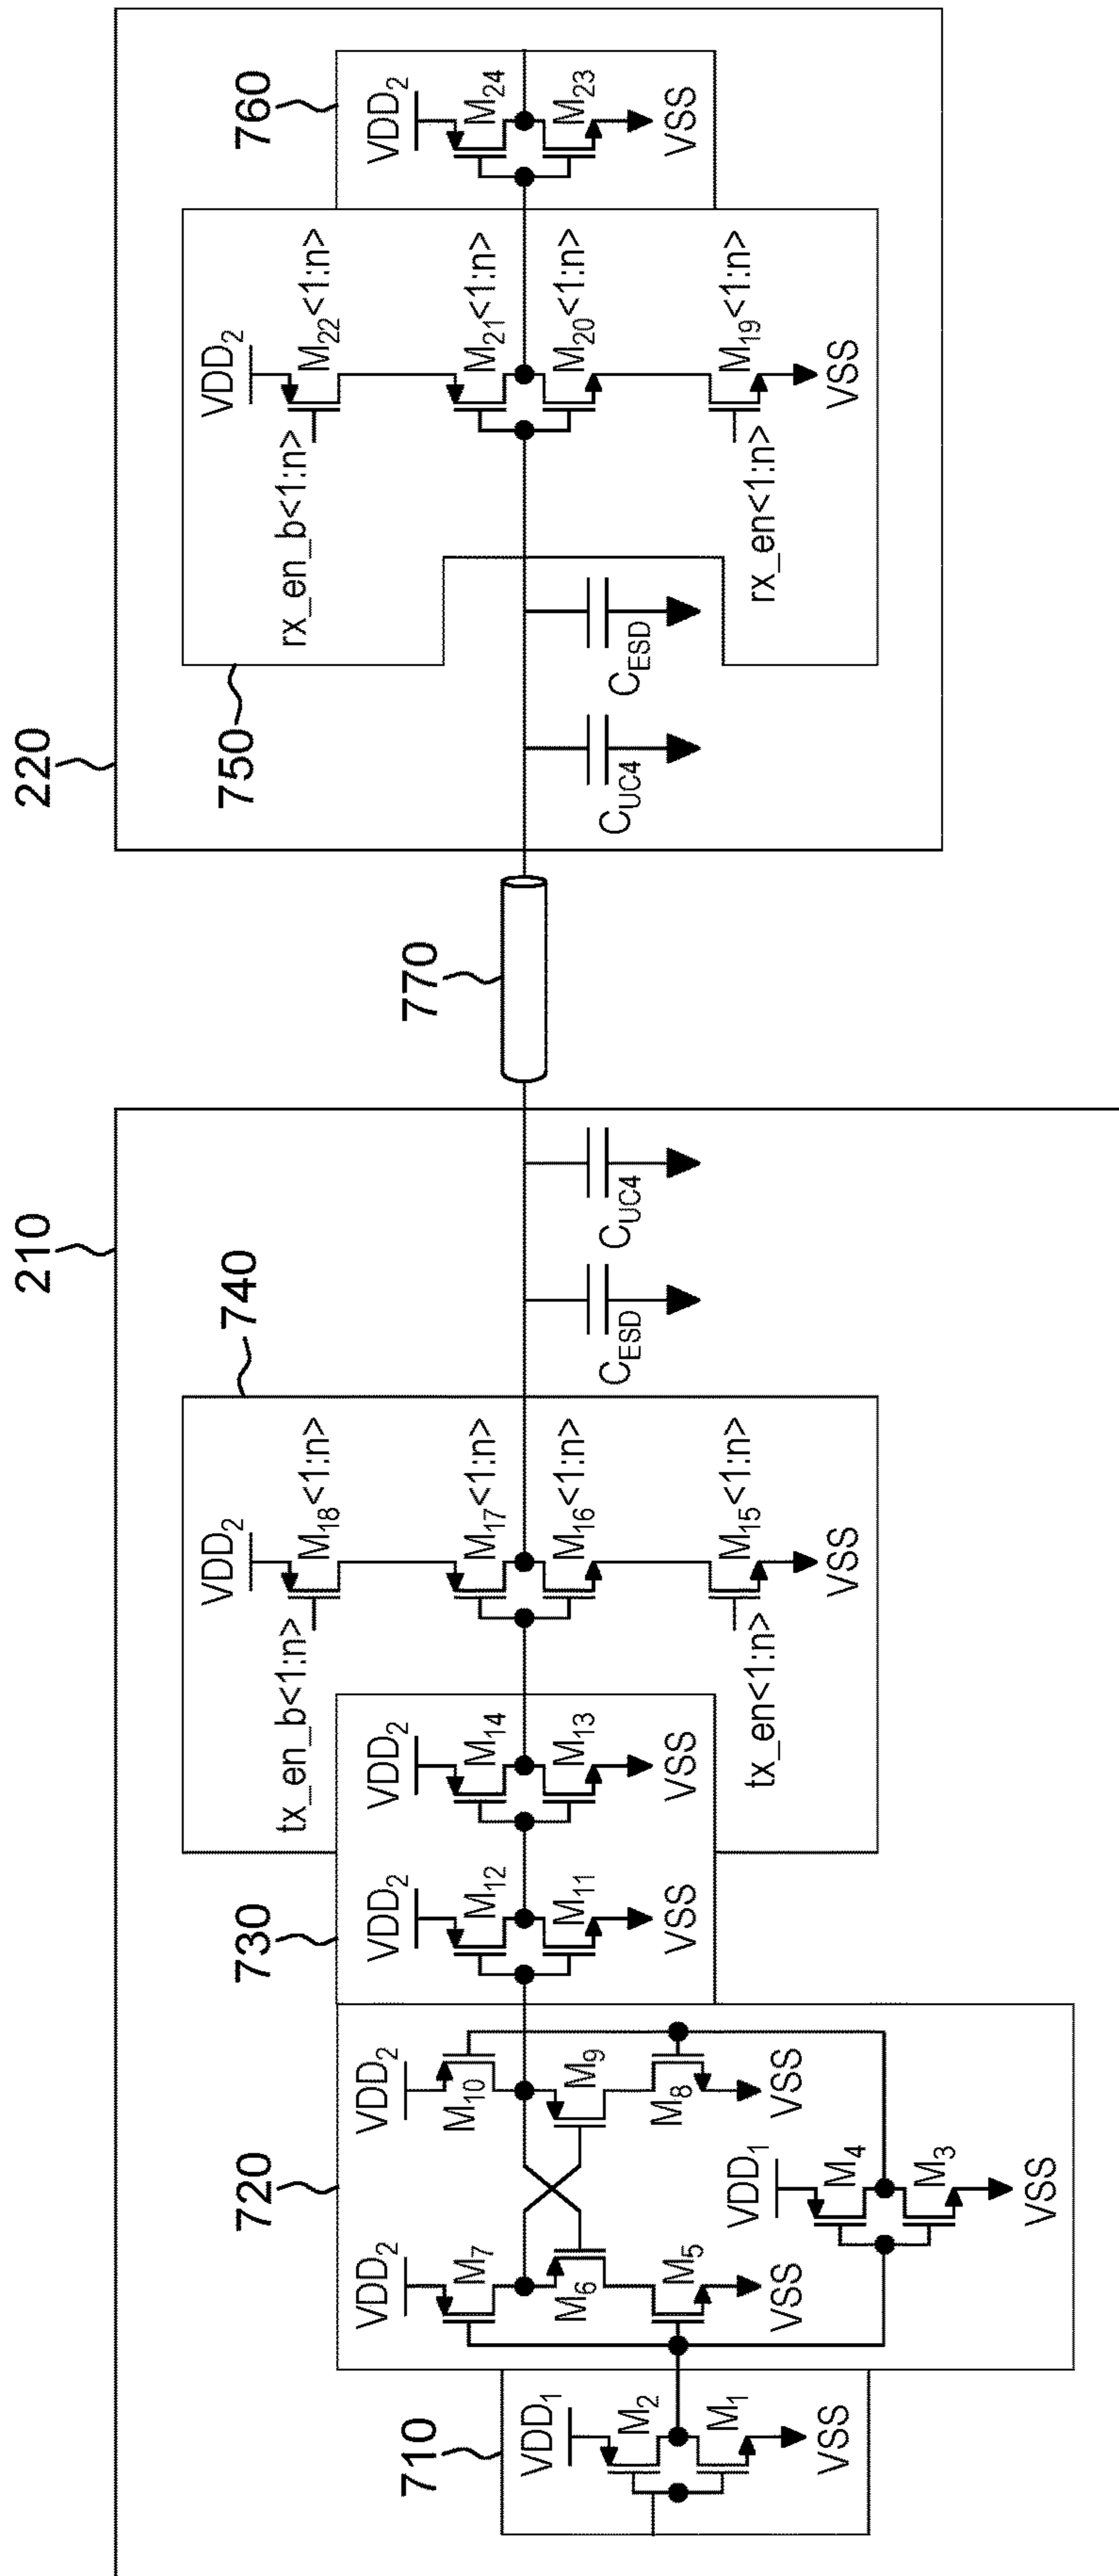 210
220
710
VDD1
M2
M1
VSS
720
VDD2
M7
M6
M5
VSS
VDD2
M10
M9
M8
VSS
VDD1
M4
M3
VSS
730
VDD2
M12
M11
VSS
VDD2
M14
M13
VSS
740
VDD2
tx_en_b<1:n>
M18<1:n>
M17<1:n>
M16<1:n>
M15<1:n>
tx_en<1:n>
VSS
CESD
CUC4
770
CUC4
CESD
750
VDD2
rx_en_b<1:n>
M22<1:n>
M21<1:n>
M20<1:n>
M19<1:n>
rx_en<1:n>
VSS
760
VDD2
M24
M23
VSS